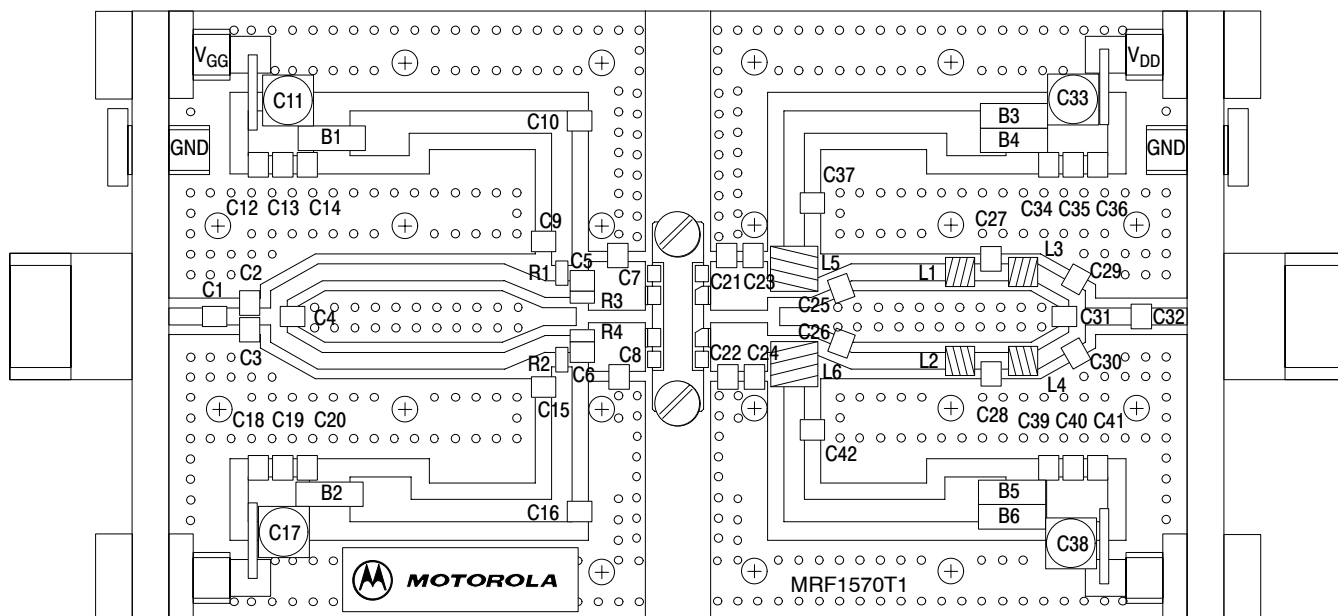 VGG
VDD
C11
C33
B1
C10
B3
B4
GND
GND
C37
C12 C13 C14
C9
C27
C34 C35 C36
L3
C2
R1
C5
C7
C21 C23
L5
L1
C29
C1
R3
C25
C4
C31
C32
R4
C26
C3
R2
C8
C22 C24
L2
C30
C6
L6
L4
C15
C28
C18 C19 C20
C39 C40 C41
C42
B2
B5
C16
B6
C17
C38
MOTOROLA
MRF1570T1